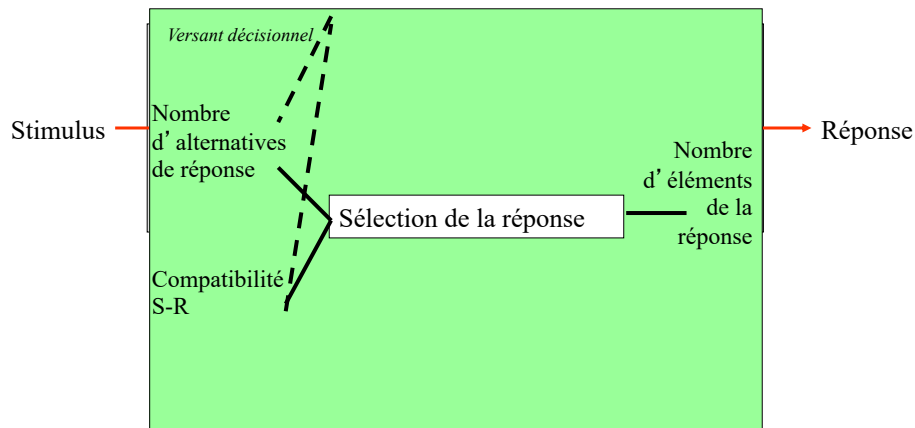 Versant décisionnel
Stimulus
Nombre
d’alternatives
de réponse
Compatibilité
S-R
Sélection de la réponse
Nombre
d’éléments
de la
réponse
Réponse